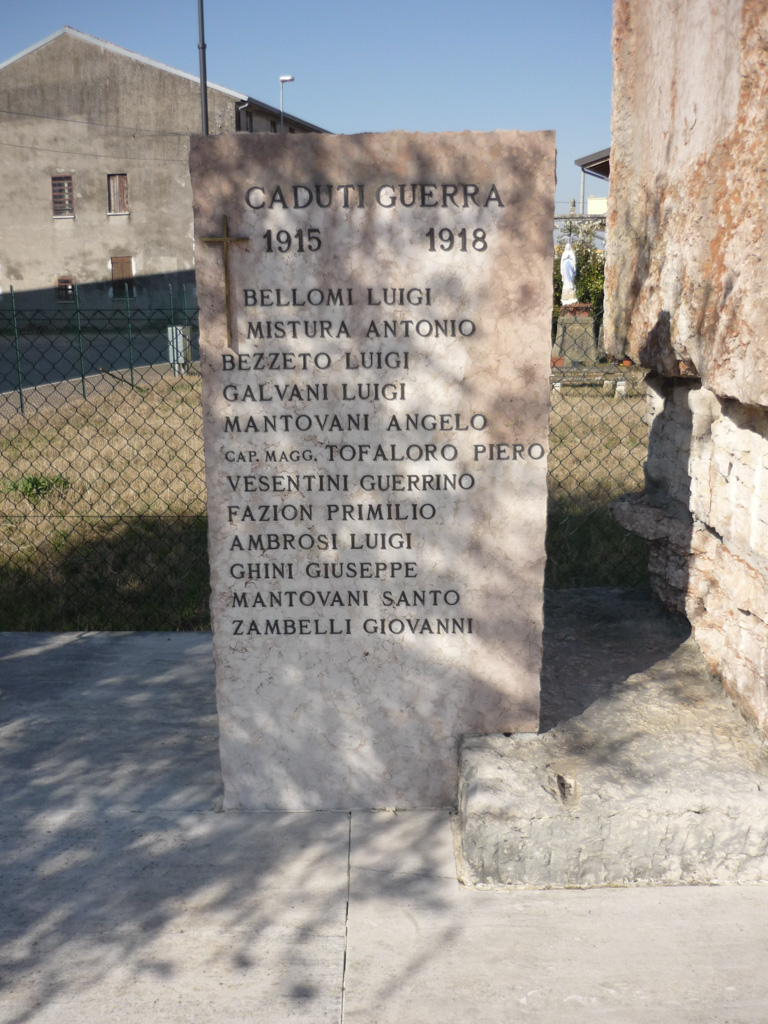 CADUTI GUERRA
1915 1918
BELLOMI LUIGI
MISTURA ANTONIO
BEZZETO LUIGI
GALVANI LUIGI
MANTOVANI ANGELO
CAP. MAGG. TOFALORO PIERO
VESENTINI GUERRINO
FAZION PRIMILIO
AMBROSI LUIGI
GHINI GIUSEPPE
MANTOVANI SANTO
ZAMBELLI GIOVANNI